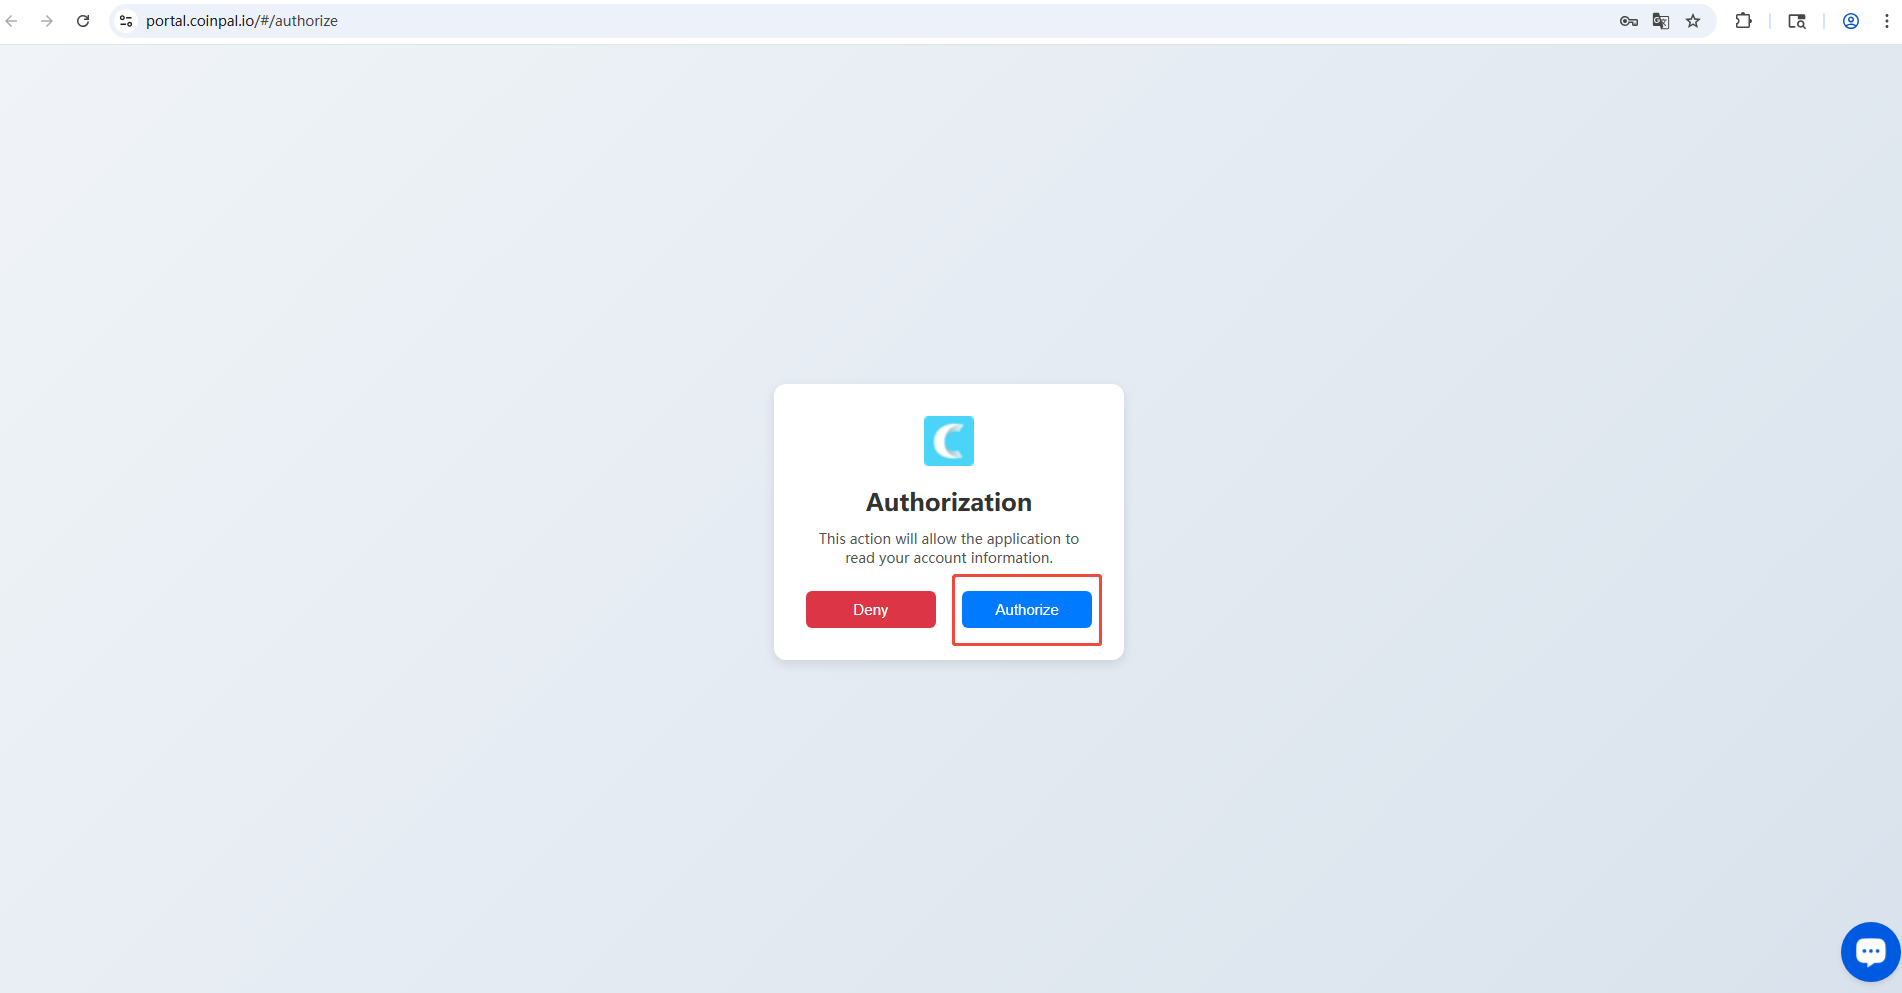 portal.coinpal.io/#/authorize
Authorization
This action will allow the application to
read your account information.
Deny
Authorize